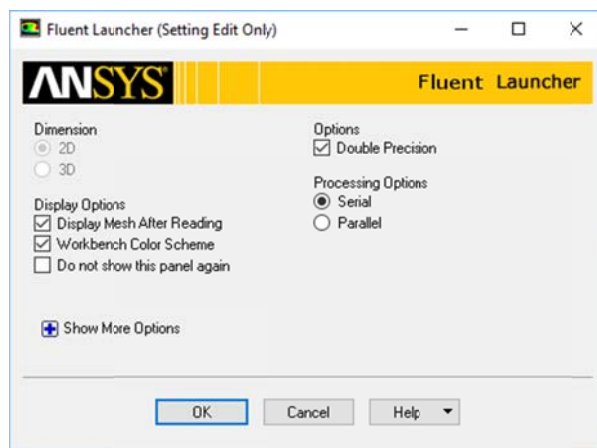 Fluent Launcher (Setting Edit Only)
ANSYS®
Fluent Launcher
Dimension
2D
3D
Display Options
Display Mesh After Reading
Workbench Color Scheme
Do not show this panel again
Show More Options
Options
Double Precision
Processing Options
Serial
Parallel
OK
Cancel
Help